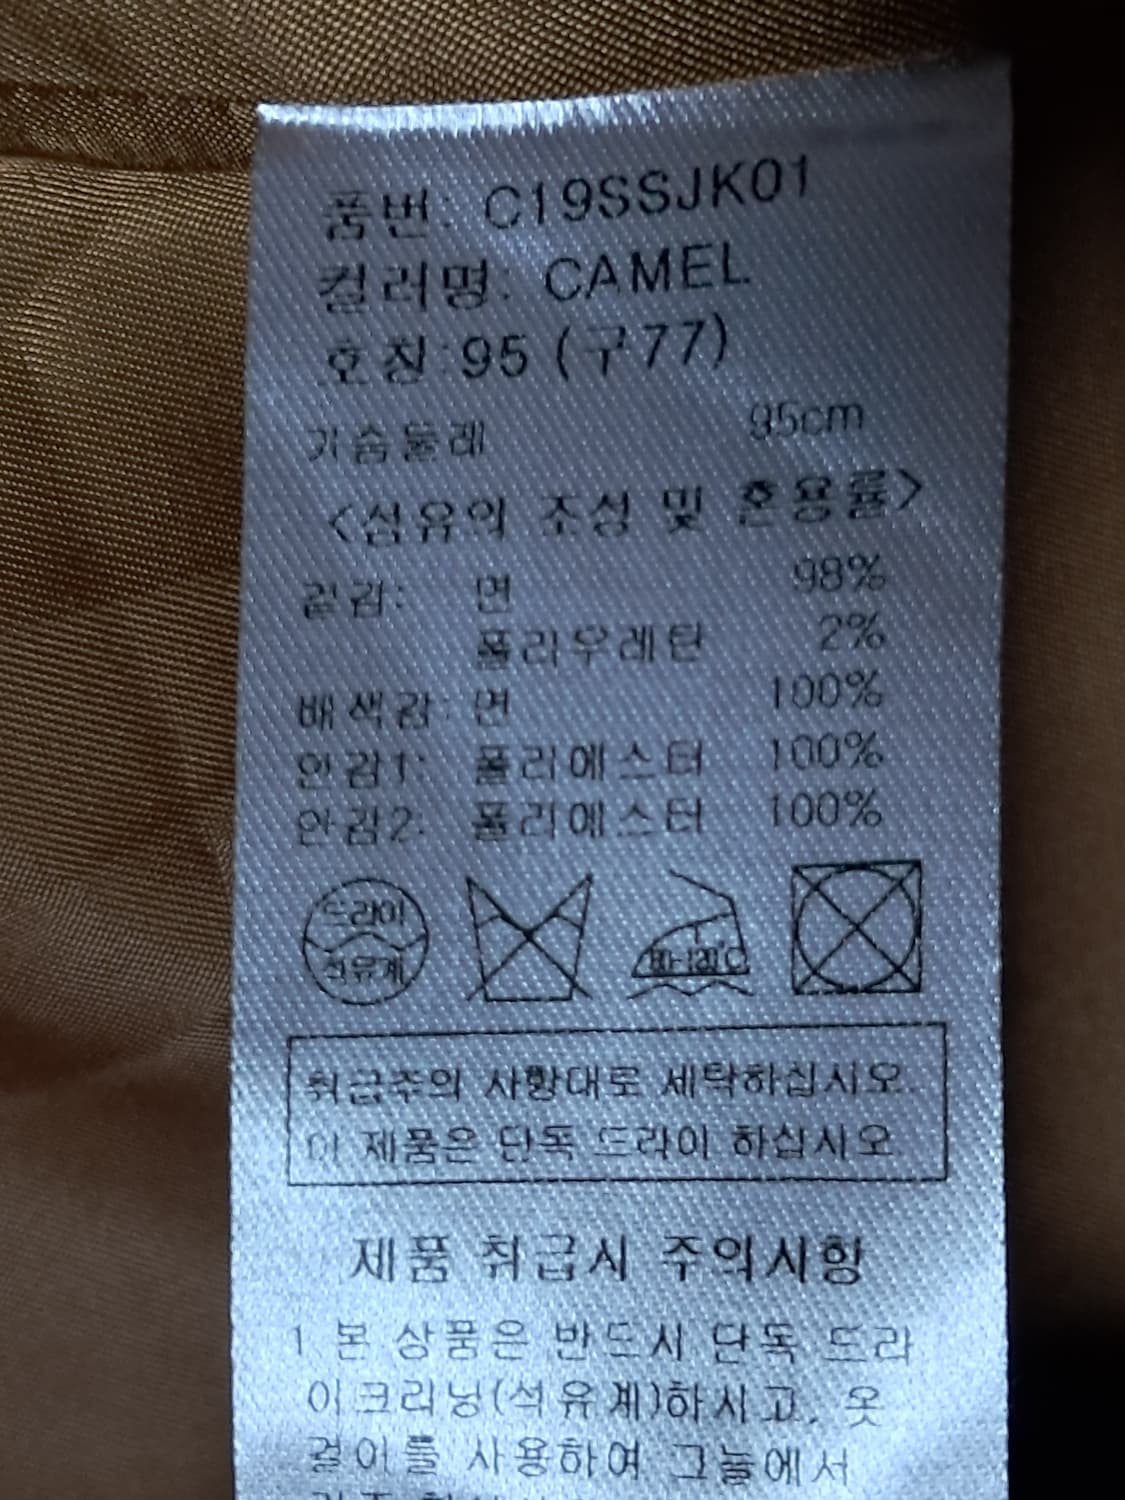 품번: C19SSJK01
컬러명: CAMEL
호칭:95 (구77)
가슴둘레 95cm
<섬유의 조성 및 혼용률>
겉감: 면 98%
폴리우레탄 2%
배색감: 면 100%
안감1: 폴리에스터 100%
안감2: 폴리에스터 100%
드라이
석유계
80~120℃
취급주의 사항대로 세탁하십시오.
이 제품은 단독 드라이 하십시오.
제품 취급시 주의사항
1 본 상품은 반드시 단독 드라
이크리닝(석유계)하시고, 옷
걸이를 사용하여 그늘에서